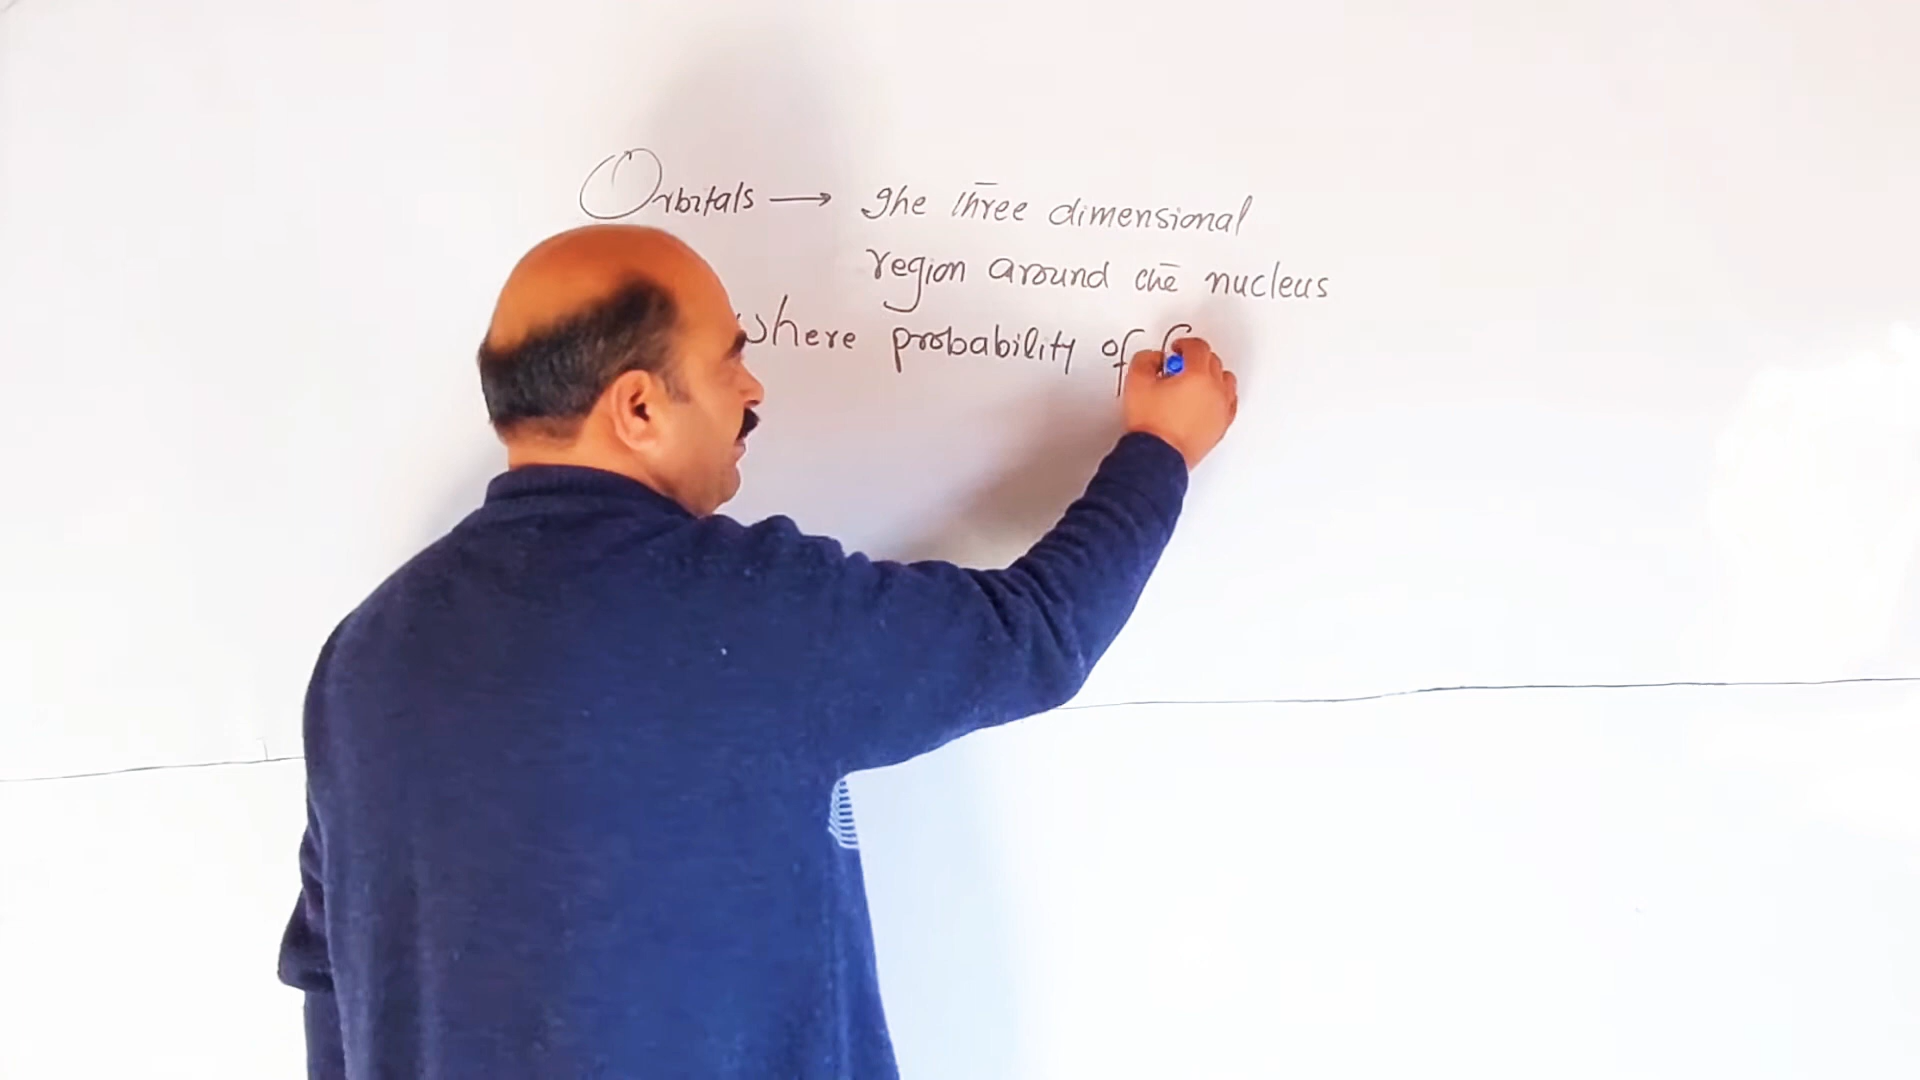 Orbitals → The three dimensional
region around the nucleus
where probability of f